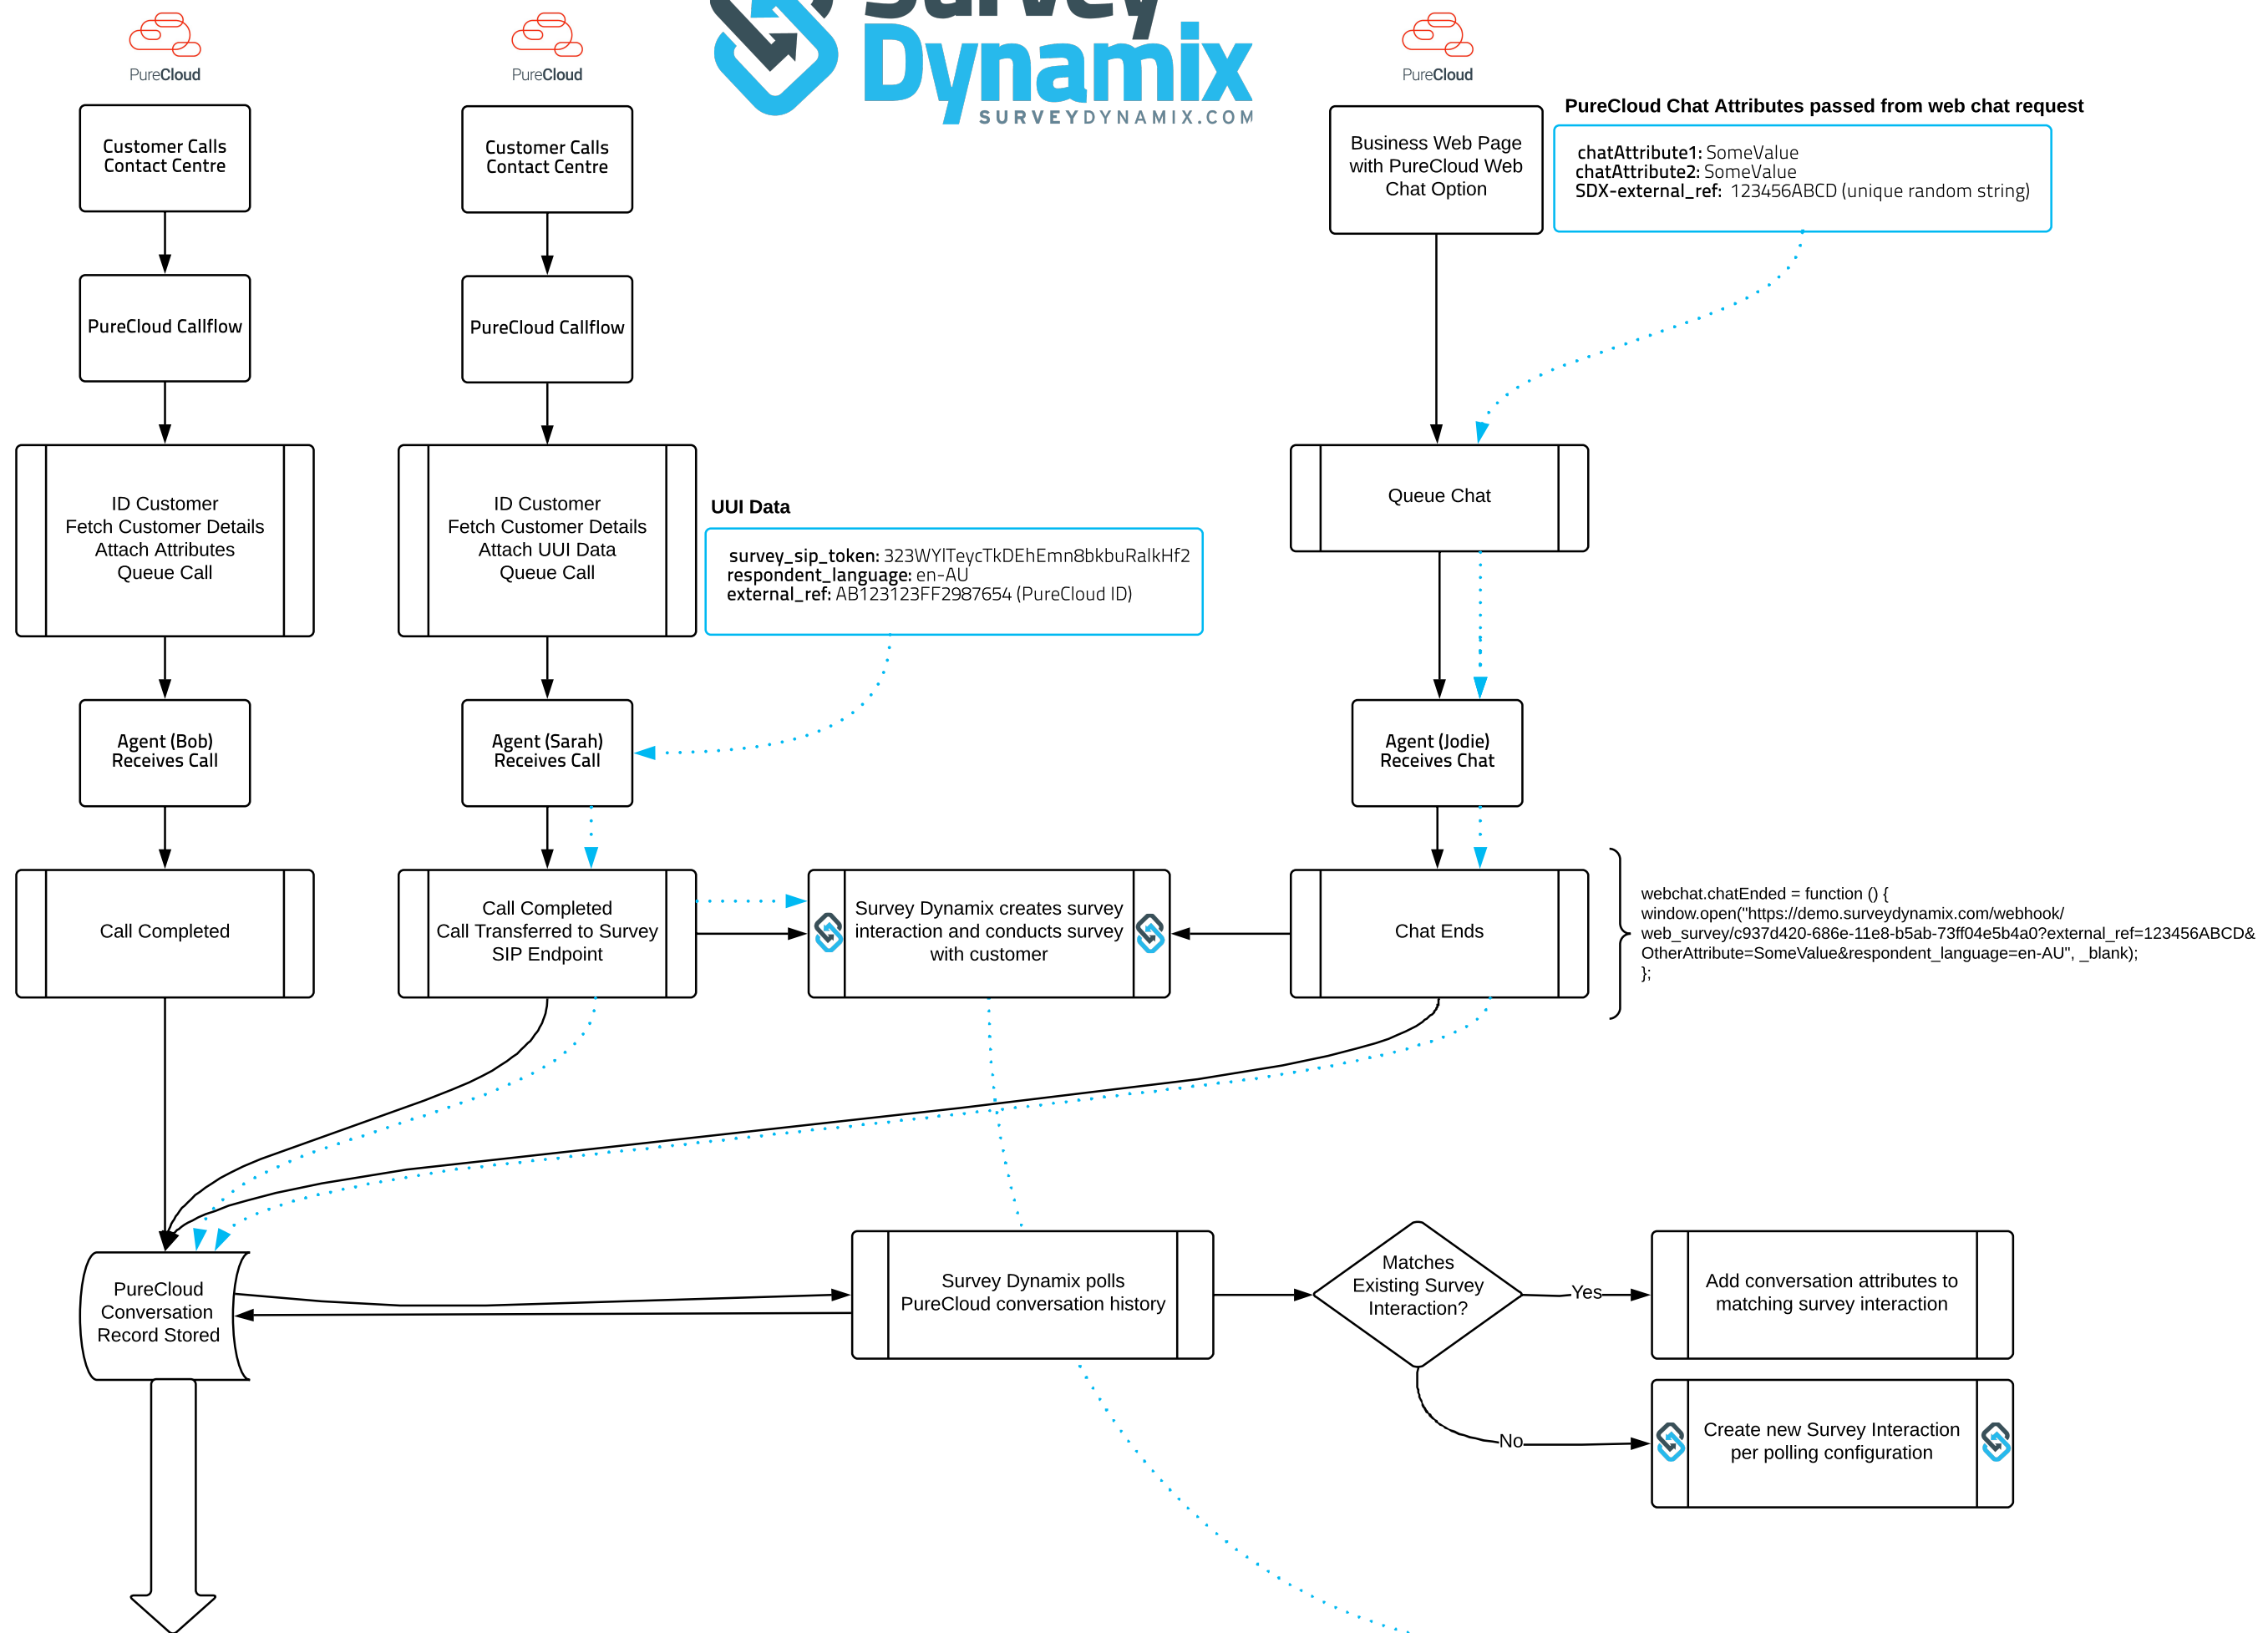 Survey
Dynamix
SURVEYDYNAMIX.COM
PureCloud
PureCloud
PureCloud
Customer Calls
Contact Centre
PureCloud Callflow
ID Customer
Fetch Customer Details
Attach Attributes
Queue Call
Agent (Bob)
Receives Call
Call Completed
Customer Calls
Contact Centre
PureCloud Callflow
ID Customer
Fetch Customer Details
Attach UUI Data
Queue Call
UUI Data
survey_sip_token: 323WYlTeycTkDEhEmn8bkbuRalkHf2
respondent_language: en-AU
external_ref: AB123123FF2987654 (PureCloud ID)
Agent (Sarah)
Receives Call
Call Completed
Call Transferred to Survey
SIP Endpoint
Survey Dynamix creates survey
interaction and conducts survey
with customer
Business Web Page
with PureCloud Web
Chat Option
PureCloud Chat Attributes passed from web chat request
chatAttribute1: SomeValue
chatAttribute2: SomeValue
SDX-external_ref: 123456ABCD (unique random string)
Queue Chat
Agent (Jodie)
Receives Chat
Chat Ends
webchat.chatEnded = function () {
window.open("https://demo.surveydynamix.com/webhook/
web_survey/c937d420-686e-11e8-b5ab-73ff04e5b4a0?external_ref=123456ABCD&
OtherAttribute=SomeValue&respondent_language=en-AU", _blank);
};
PureCloud
Conversation
Record Stored
Survey Dynamix polls
PureCloud conversation history
Matches
Existing Survey
Interaction?
Yes
Add conversation attributes to
matching survey interaction
No
Create new Survey Interaction
per polling configuration